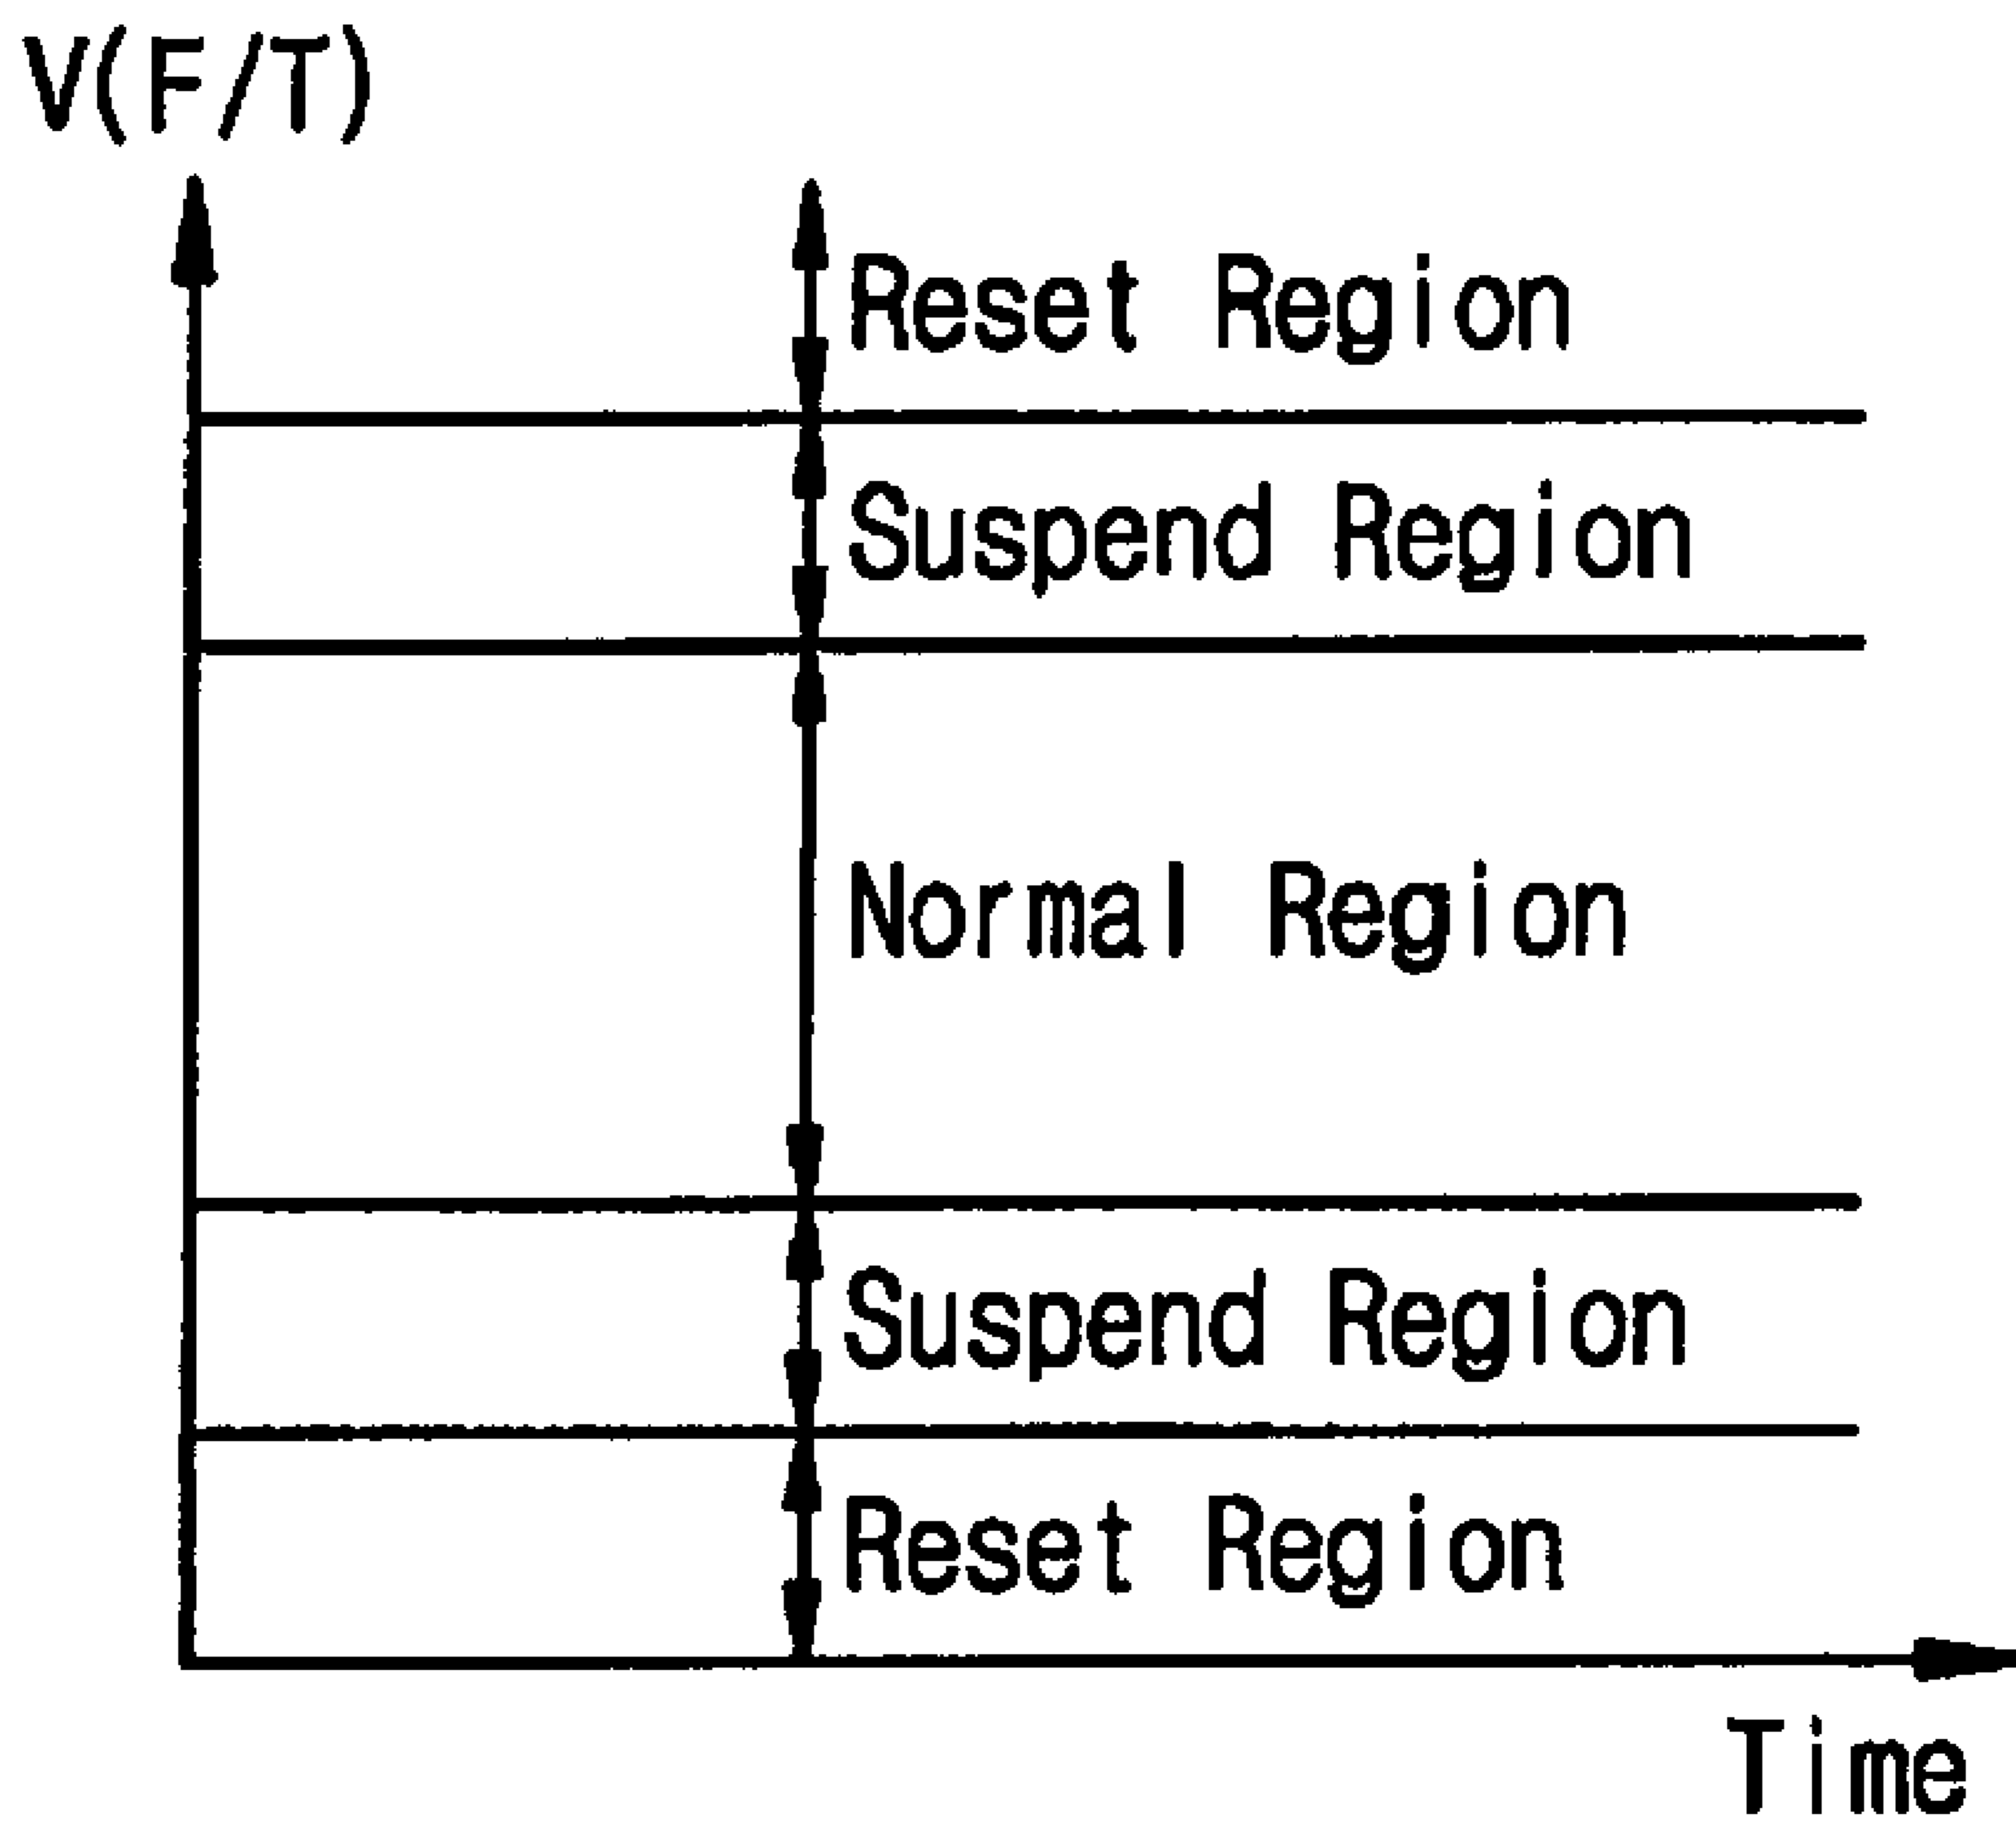 V(F/T)
Reset Region
Suspend Region
Normal Region
Suspend Region
Reset Region
Time